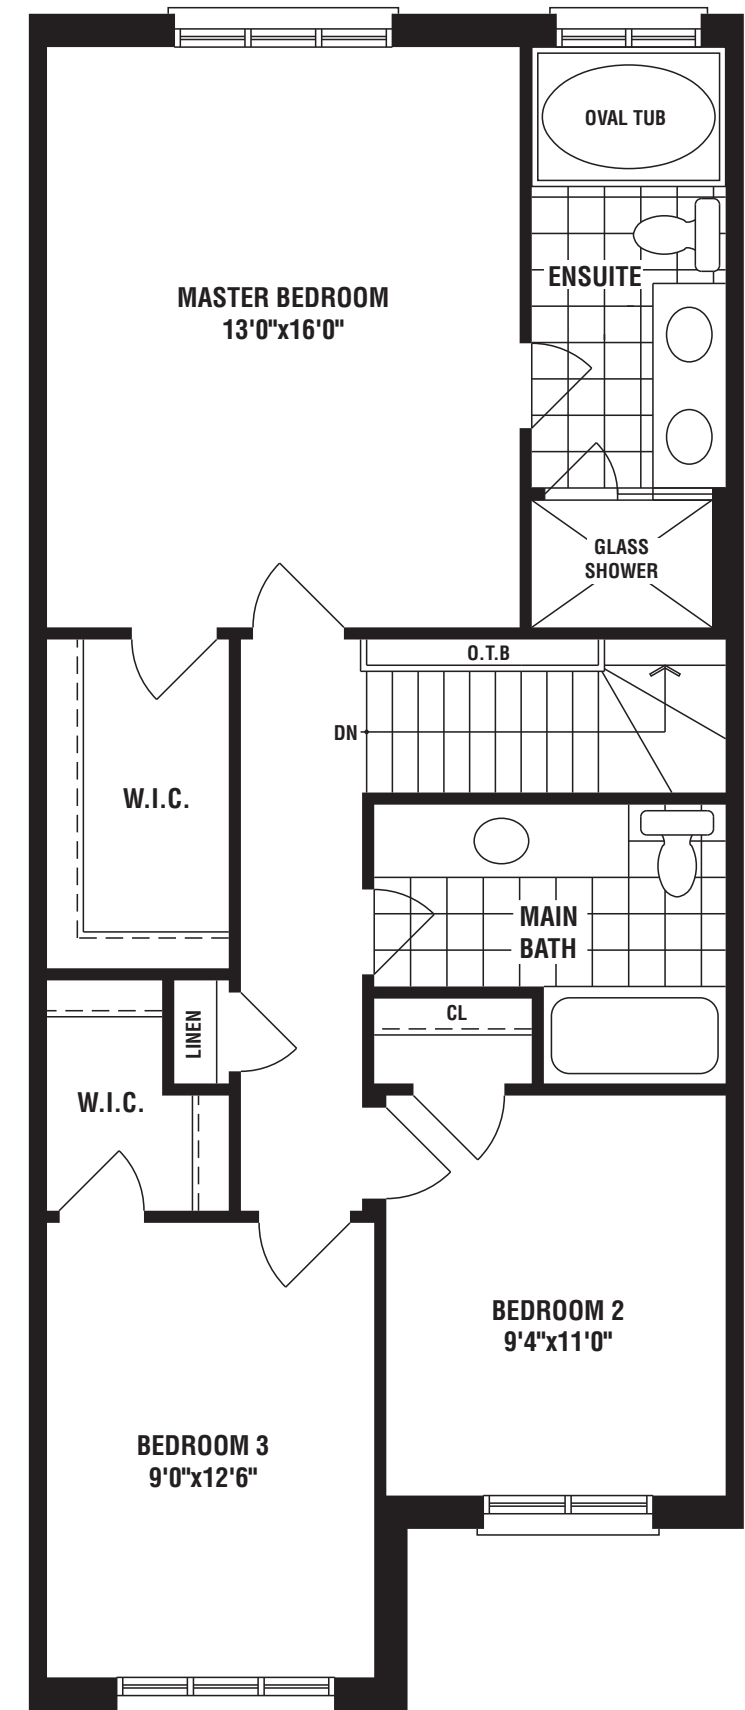 OVAL TUB
ENSUITE
MASTER BEDROOM
13'0"x16'0"
GLASS
SHOWER
O.T.B
DN
W.I.C.
MAIN
BATH
CL
LINEN
W.I.C.
BEDROOM 2
9'4"x11'0"
BEDROOM 3
9'0"x12'6"